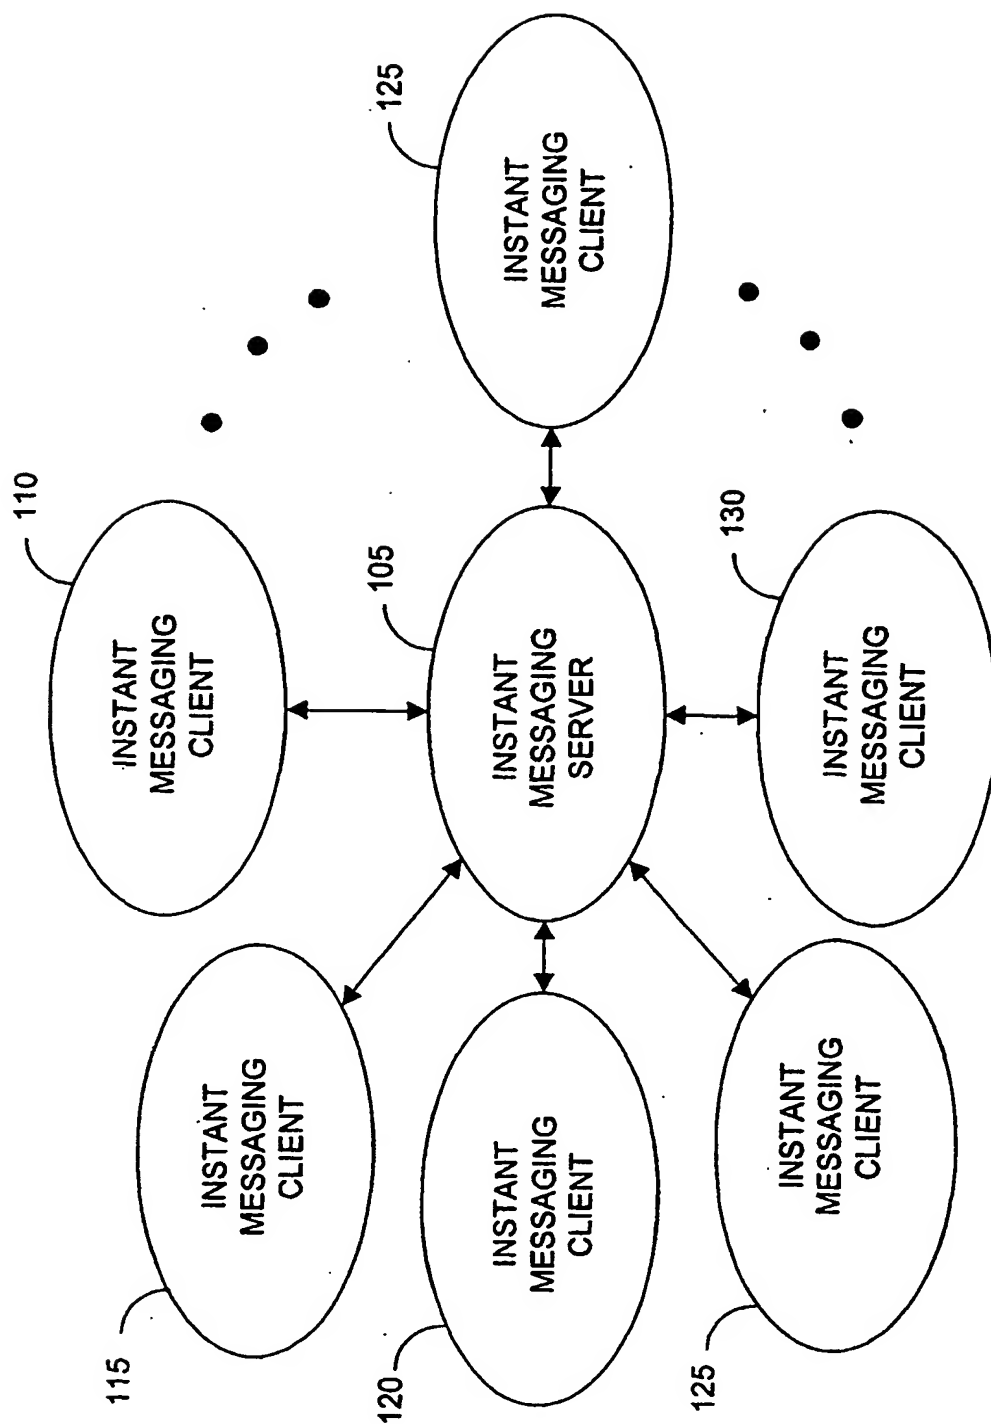 110
INSTANT
MESSAGING
CLIENT
115
INSTANT
MESSAGING
CLIENT
120
INSTANT
MESSAGING
CLIENT
105
INSTANT
MESSAGING
SERVER
125
INSTANT
MESSAGING
CLIENT
125
INSTANT
MESSAGING
CLIENT
130
INSTANT
MESSAGING
CLIENT